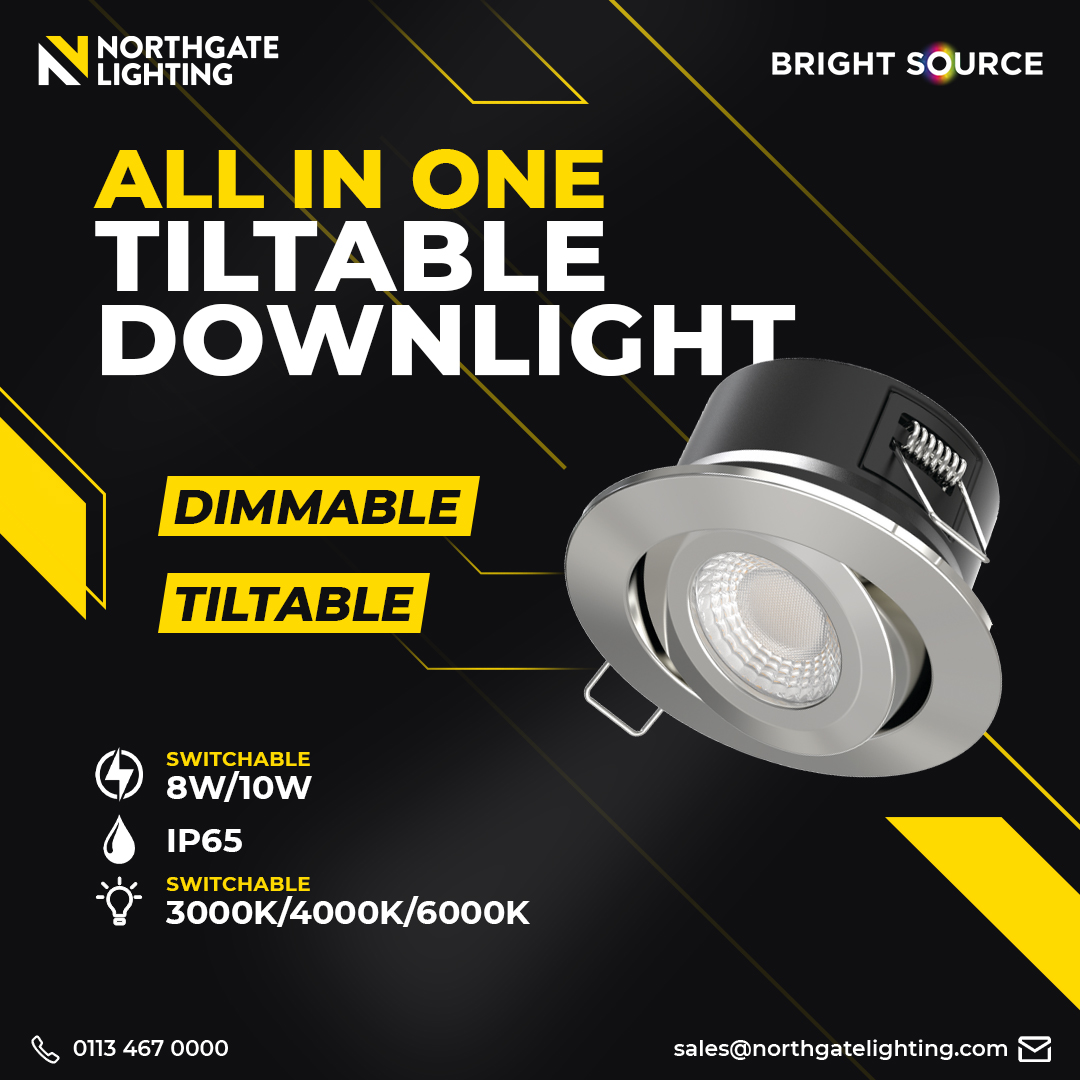 NORTHGATE
LIGHTING
BRIGHT SOURCE
ALL IN ONE
TILTABLE
DOWNLIGHT
DIMMABLE
TILTABLE
SWITCHABLE
8W/10W
IP65
SWITCHABLE
3000K/4000K/6000K
0113 467 0000
sales@northgatelighting.com